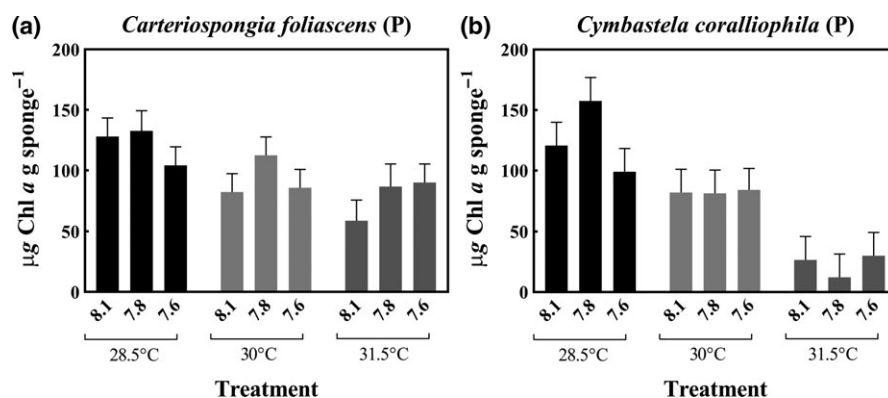 (a) Carteriospongia foliascens (P)
μg Chl a g sponge⁻¹
200
150
100
50
0
8.1 7.8 7.6 8.1 7.8 7.6 8.1 7.8 7.6
28.5°C 30°C 31.5°C
Treatment
(b) Cymbastela coralliophila (P)
μg Chl a g sponge⁻¹
200
150
100
50
0
8.1 7.8 7.6 8.1 7.8 7.6 8.1 7.8 7.6
28.5°C 30°C 31.5°C
Treatment